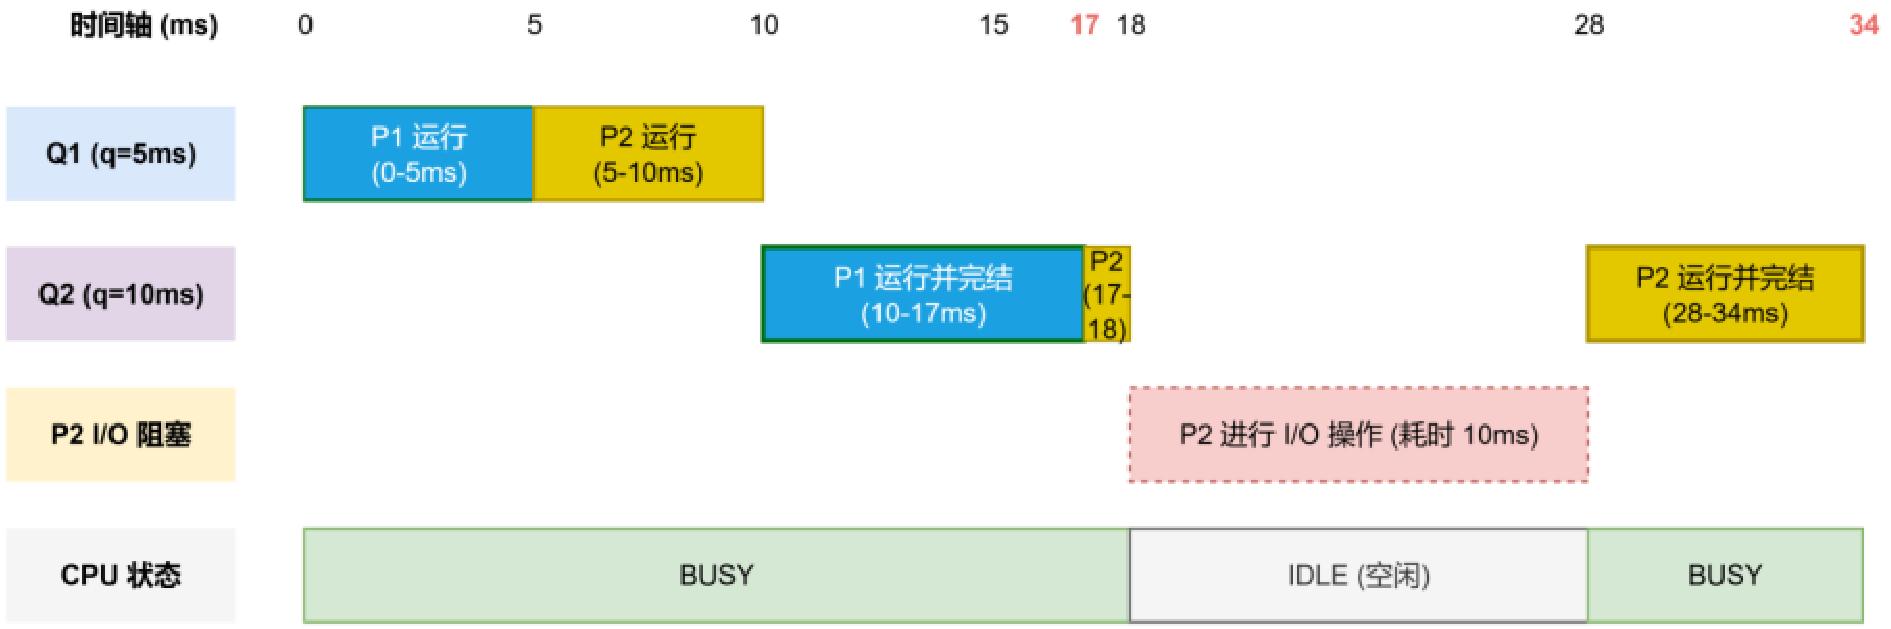 时间轴 (ms) 0 5 10 15 17 18 28 34
Q1 (q=5ms)
P1 运行
(0-5ms)
P2 运行
(5-10ms)
Q2 (q=10ms)
P1 运行并完结
(10-17ms)
P2
(17-
18)
P2 运行并完结
(28-34ms)
P2 I/O 阻塞
P2 进行 I/O 操作 (耗时 10ms)
CPU 状态
BUSY
IDLE (空闲)
BUSY